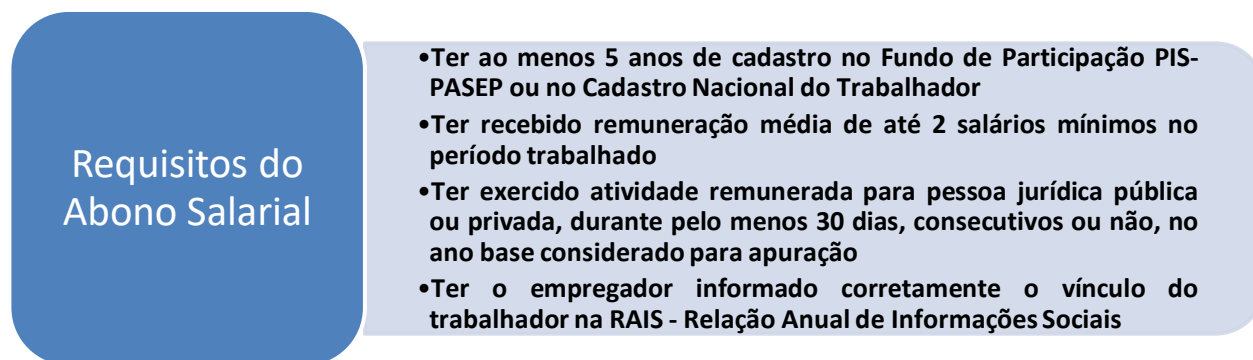 Requisitos do
Abono Salarial
•Ter ao menos 5 anos de cadastro no Fundo de Participação PIS-
PASEP ou no Cadastro Nacional do Trabalhador
•Ter recebido remuneração média de até 2 salários mínimos no
período trabalhado
•Ter exercido atividade remunerada para pessoa jurídica pública
ou privada, durante pelo menos 30 dias, consecutivos ou não, no
ano base considerado para apuração
•Ter o empregador informado corretamente o vínculo do
trabalhador na RAIS - Relação Anual de Informações Sociais